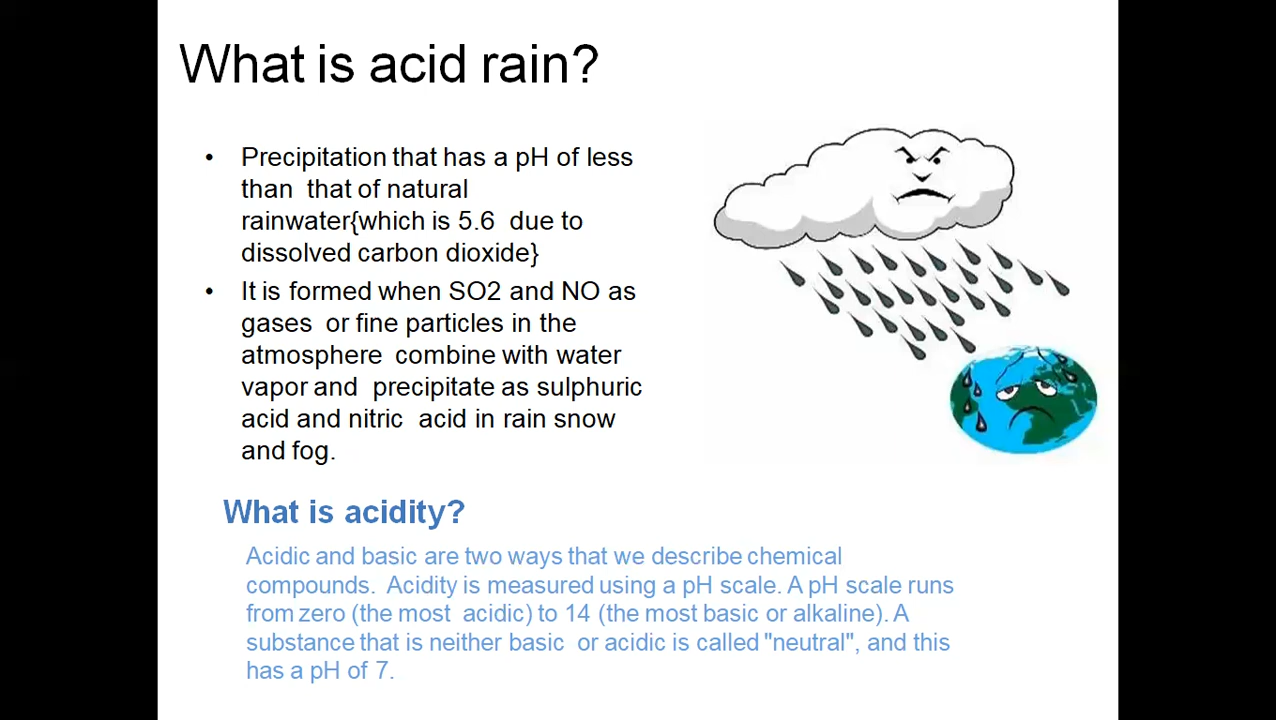 What is acid rain?
• Precipitation that has a pH of less
than that of natural
rainwater{which is 5.6 due to
dissolved carbon dioxide}
• It is formed when SO2 and NO as
gases or fine particles in the
atmosphere combine with water
vapor and precipitate as sulphuric
acid and nitric acid in rain snow
and fog.
What is acidity?
Acidic and basic are two ways that we describe chemical
compounds. Acidity is measured using a pH scale. A pH scale runs
from zero (the most acidic) to 14 (the most basic or alkaline). A
substance that is neither basic or acidic is called "neutral", and this
has a pH of 7.